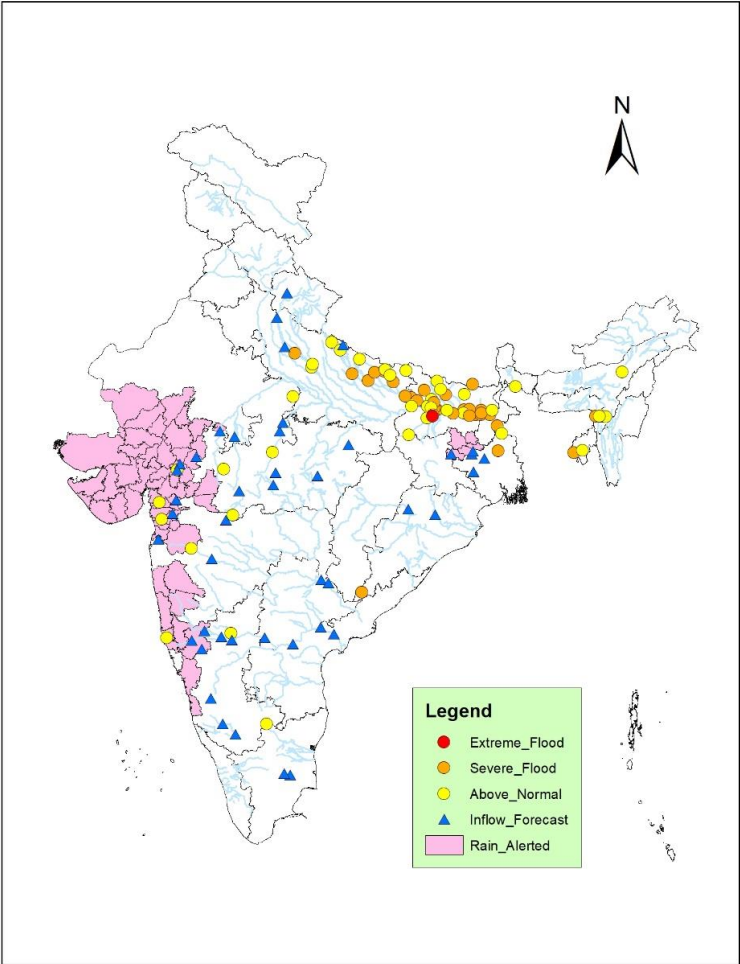 N
Legend
Extreme_Flood
Severe_Flood
Above_Normal
Inflow_Forecast
Rain_Alerted